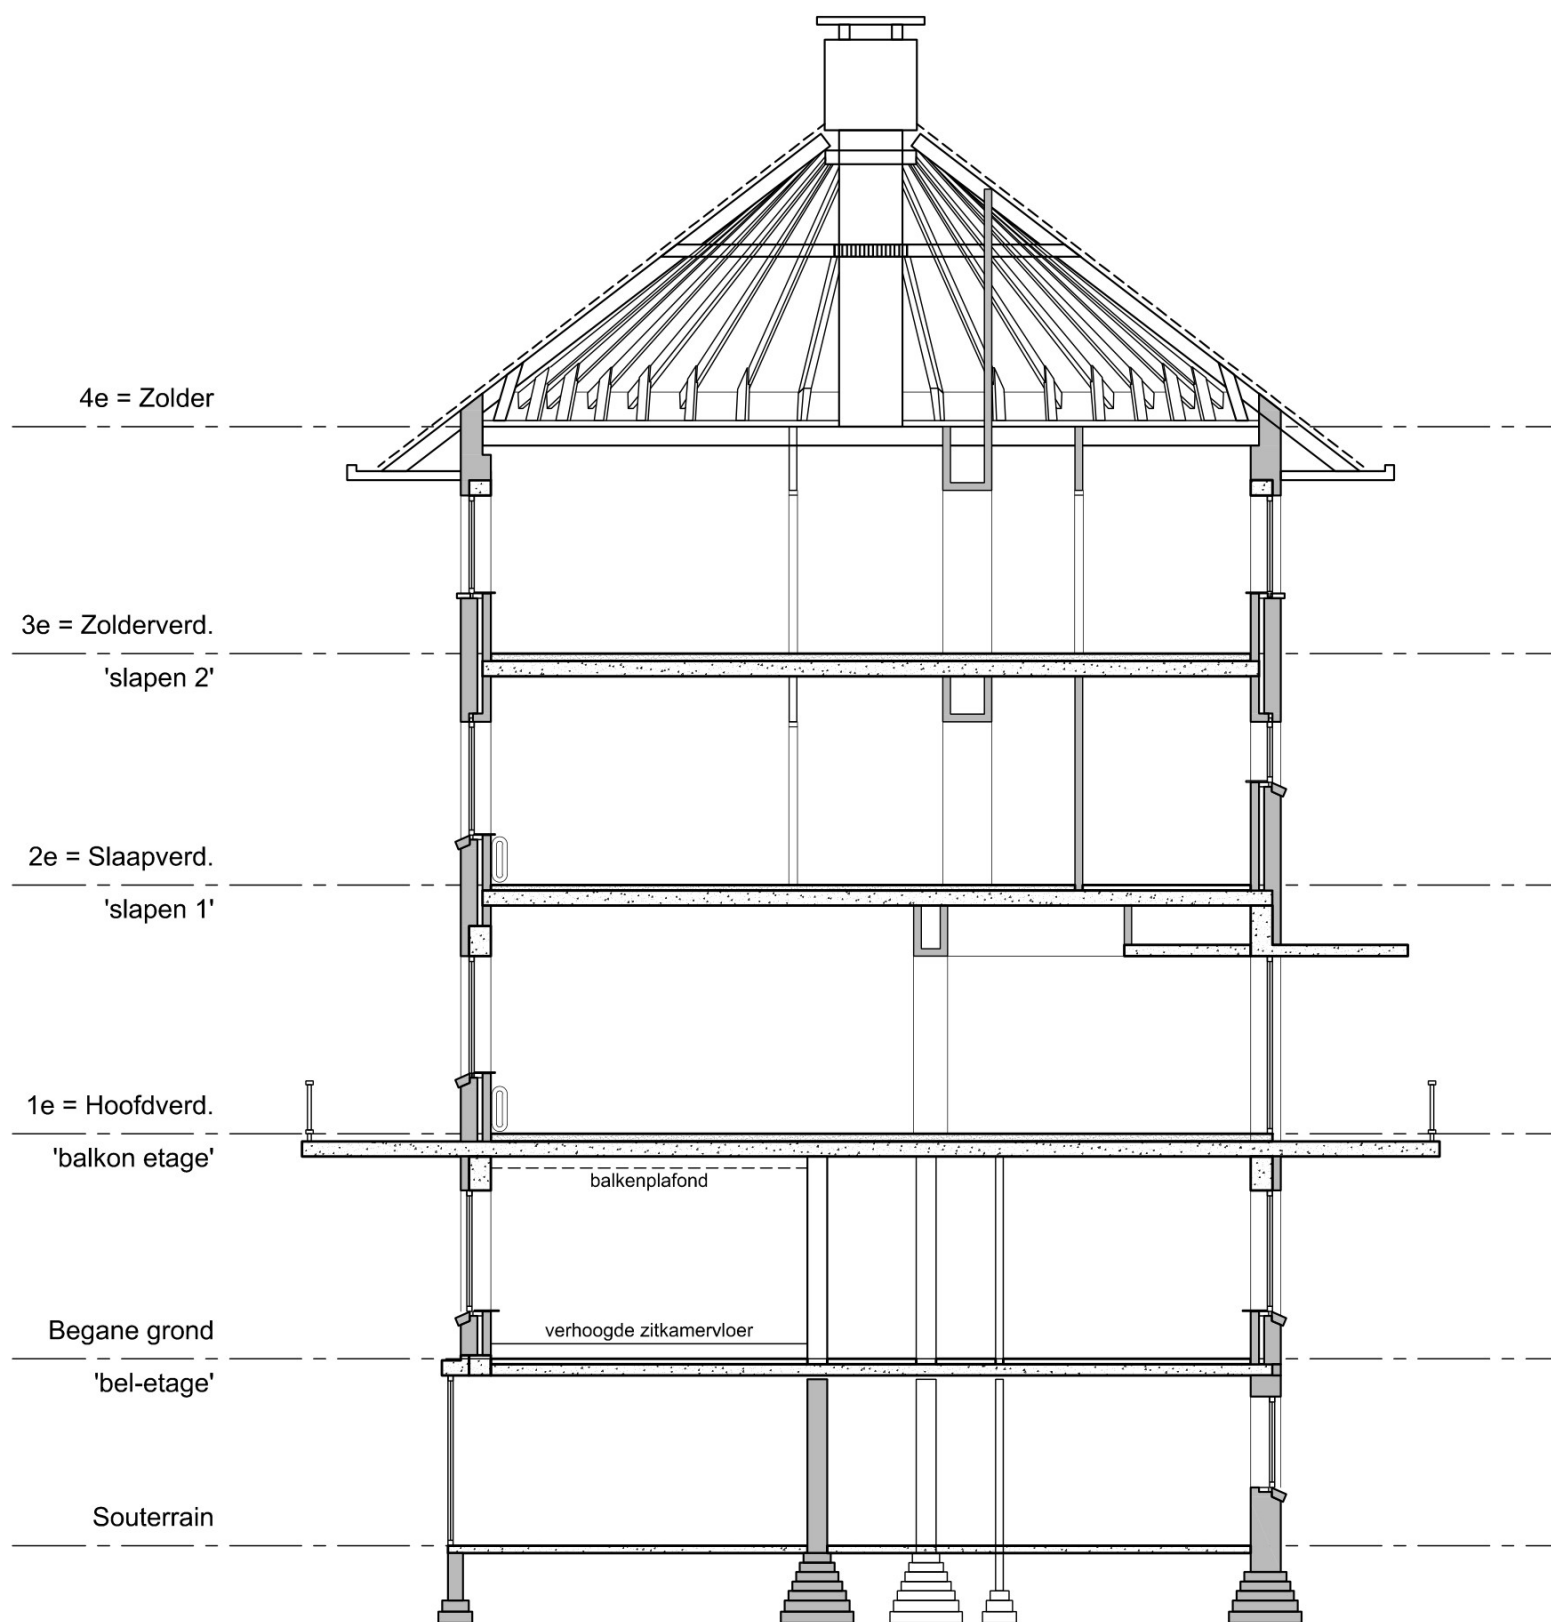 4e = Zolder
3e = Zolderverd.
'slapen 2'
2e = Slaapverd.
'slapen 1'
1e = Hoofdverd.
'balkon etage'
balkenplafond
Begane grond
verhoogde zitkamervloer
'bel-etage'
Souterrain